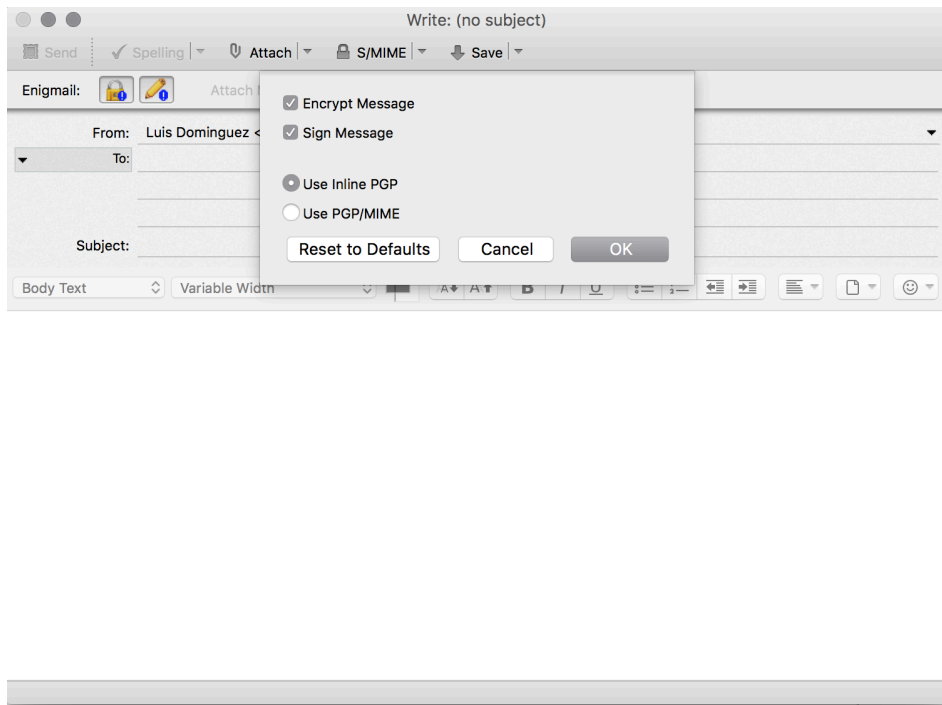 Write: (no subject)
Send Spelling Attach S/MIME Save
Enigmail: Attach
Encrypt Message
From: Luis Dominguez <
Sign Message
To:
Use Inline PGP
Use PGP/MIME
Subject: Reset to Defaults Cancel OK
Body Text Variable Width